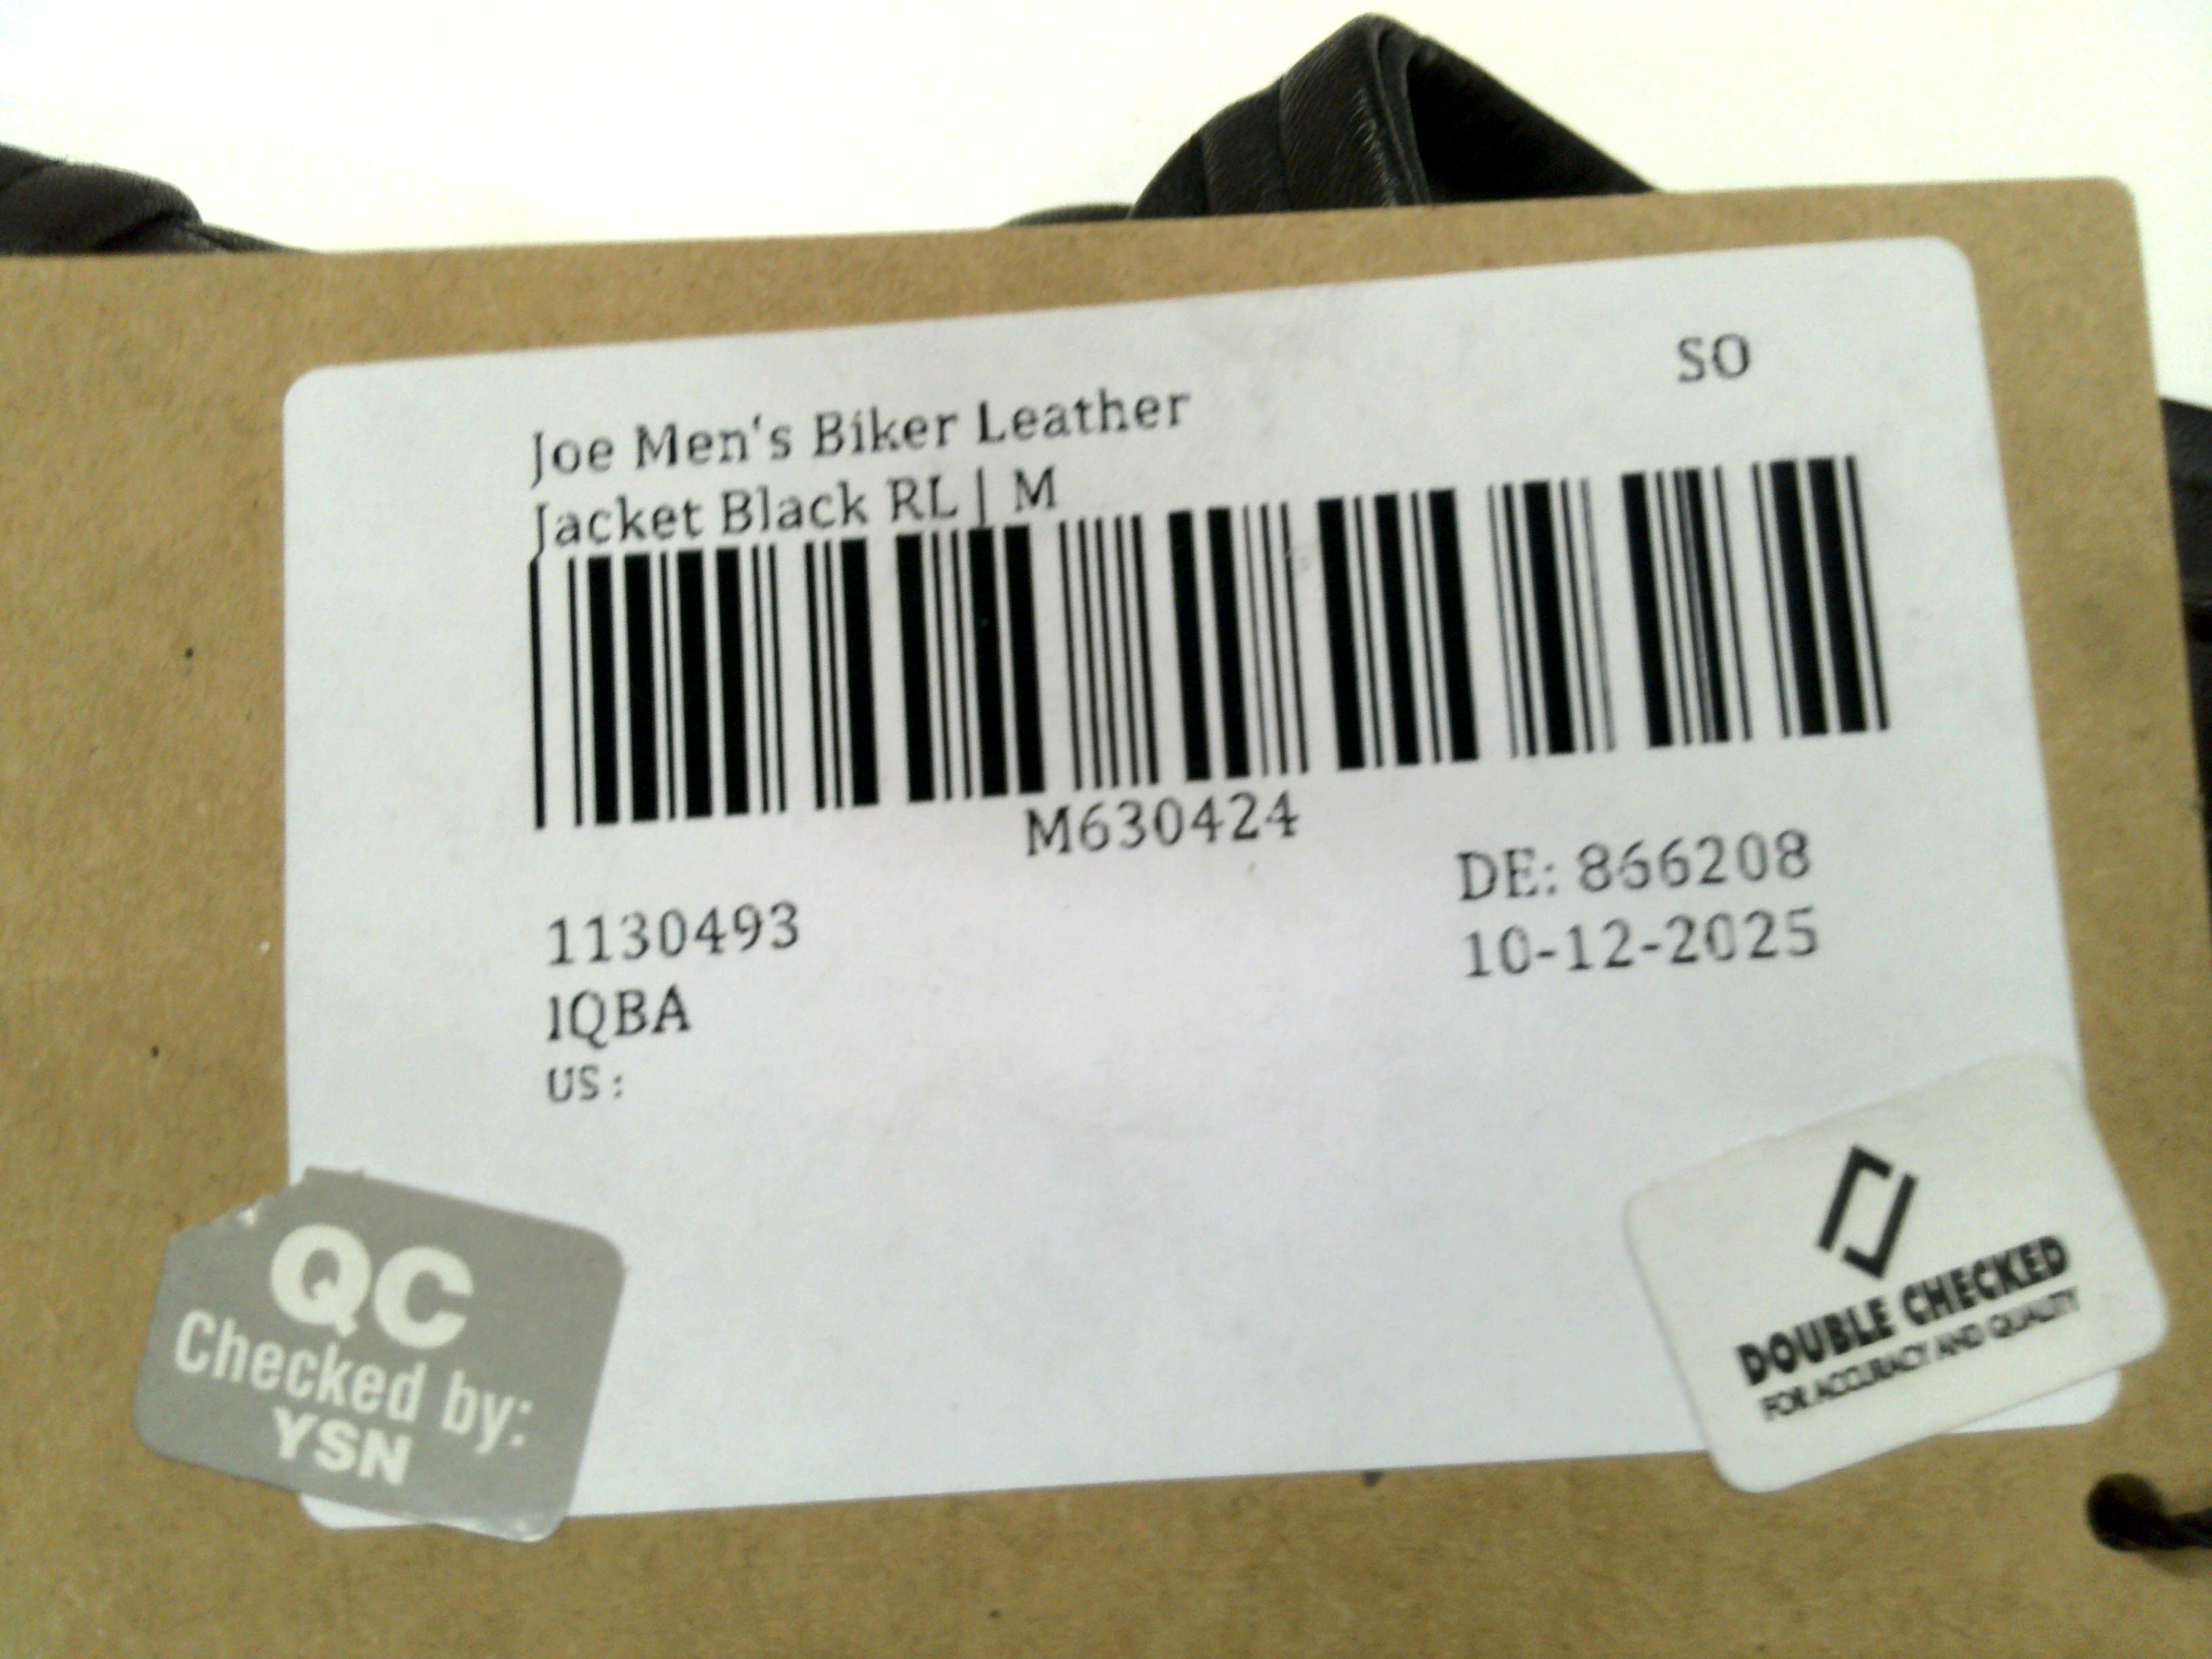 SO
Joe Men's Biker Leather
Jacket Black RL | M
M630424
DE: 866208
1130493
10-12-2025
IQBA
US :
QC
Checked by:
YSN
DOUBLE CHECKED
FOR ACCURACY AND QUALITY